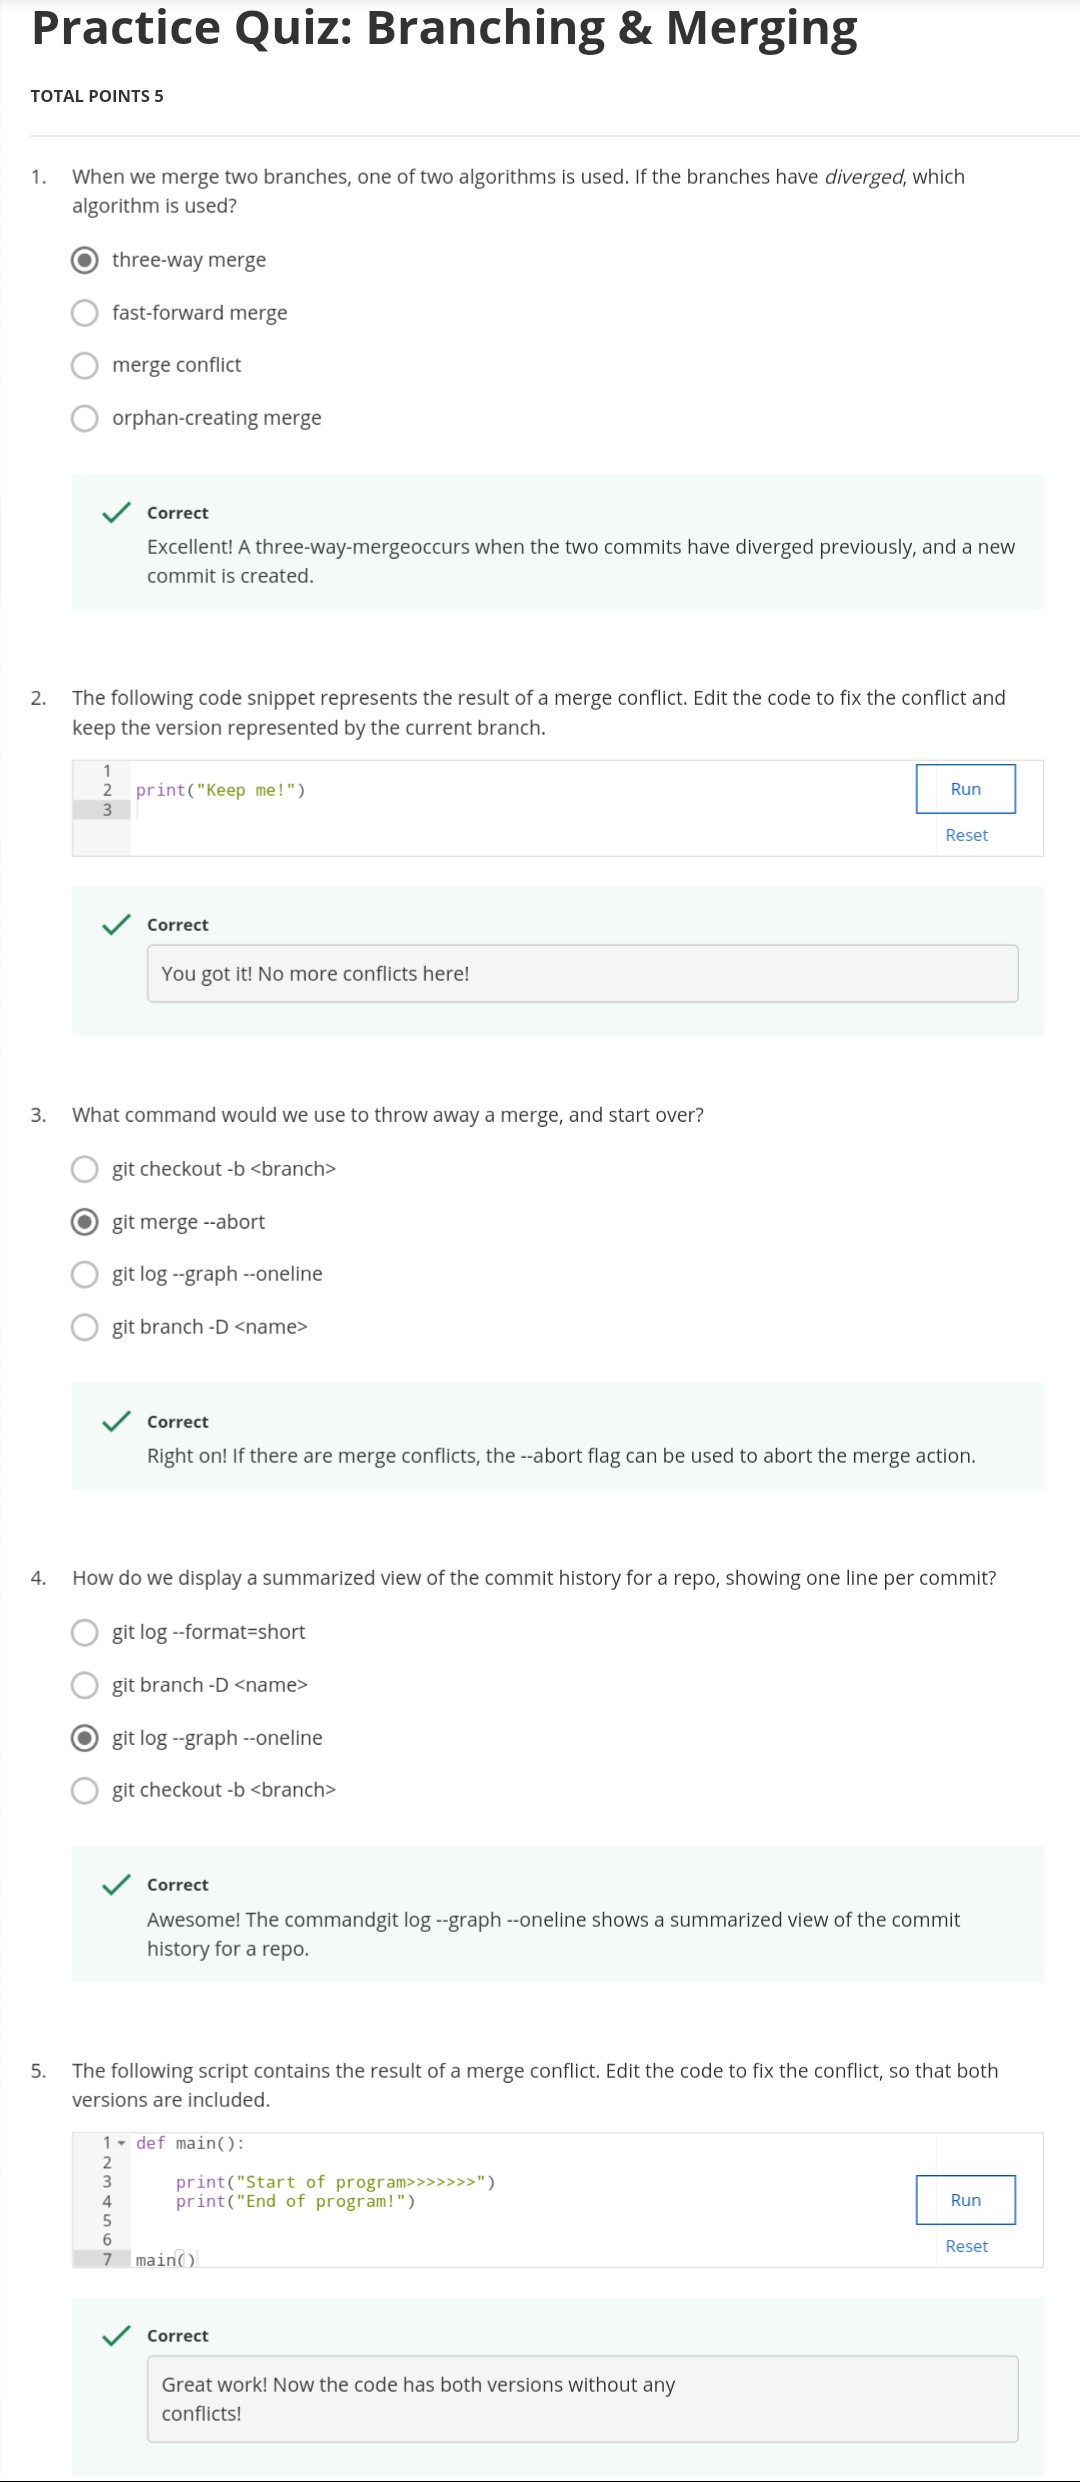 Practice Quiz: Branching & Merging
TOTAL POINTS 5
1. When we merge two branches, one of two algorithms is used. If the branches have diverged, which
algorithm is used?
three-way merge
fast-forward merge
merge conflict
orphan-creating merge
Correct
Excellent! A three-way-mergeoccurs when the two commits have diverged previously, and a new
commit is created.
2. The following code snippet represents the result of a merge conflict. Edit the code to fix the conflict and
keep the version represented by the current branch.
1
2 print("Keep me!")
3
Run
Reset
Correct
You got it! No more conflicts here!
3. What command would we use to throw away a merge, and start over?
git checkout -b <branch>
git merge --abort
git log --graph --oneline
git branch -D <name>
Correct
Right on! If there are merge conflicts, the --abort flag can be used to abort the merge action.
4. How do we display a summarized view of the commit history for a repo, showing one line per commit?
git log --format=short
git branch -D <name>
git log --graph --oneline
git checkout -b <branch>
Correct
Awesome! The commandgit log --graph --oneline shows a summarized view of the commit
history for a repo.
5. The following script contains the result of a merge conflict. Edit the code to fix the conflict, so that both
versions are included.
1 def main():
2
3 print("Start of program>>>>>>>")
4 print("End of program!")
5
6
7 main()
Run
Reset
Correct
Great work! Now the code has both versions without any
conflicts!